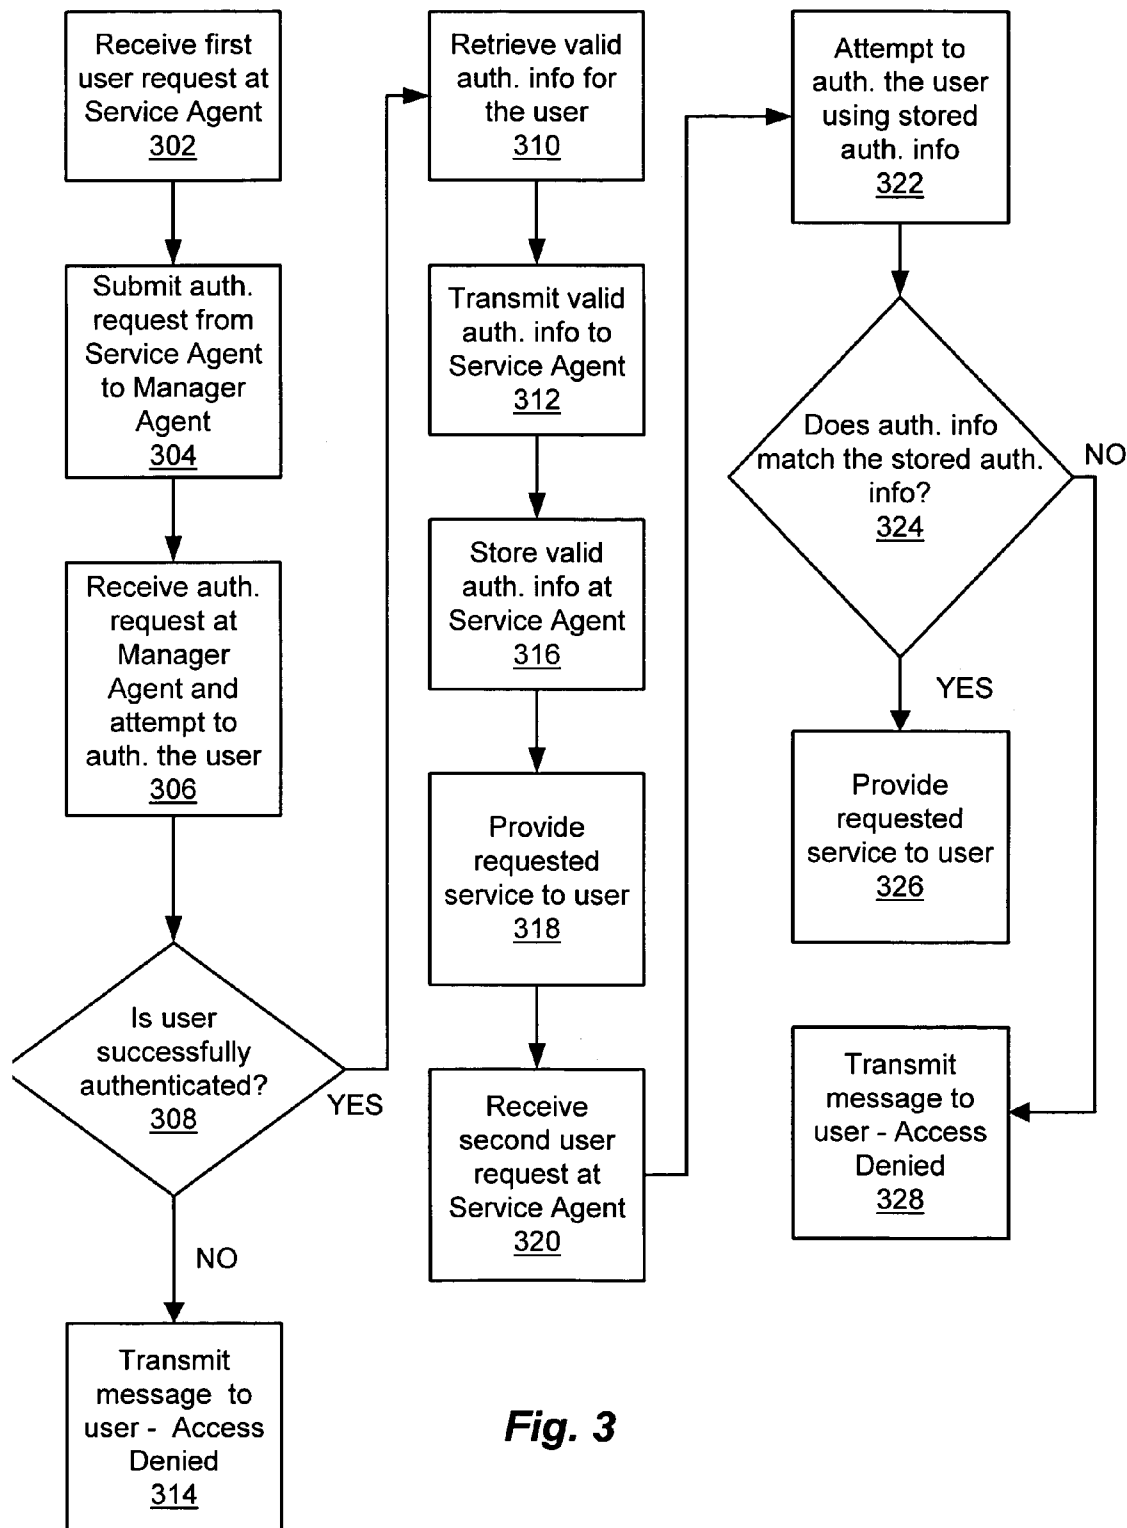 Receive first
user request at
Service Agent
302
Submit auth.
request from
Service Agent
to Manager
Agent
304
Receive auth.
request at
Manager
Agent and
attempt to
auth. the user
306
Is user
successfully
authenticated?
308
YES
NO
Transmit
message to
user - Access
Denied
314
Retrieve valid
auth. info for
the user
310
Transmit valid
auth. info to
Service Agent
312
Store valid
auth. info at
Service Agent
316
Provide
requested
service to user
318
Receive
second user
request at
Service Agent
320
Attempt to
auth. the user
using stored
auth. info
322
Does auth. info
match the stored auth.
info?
324
NO
YES
Provide
requested
service to user
326
Transmit
message to
user - Access
Denied
328
Fig. 3